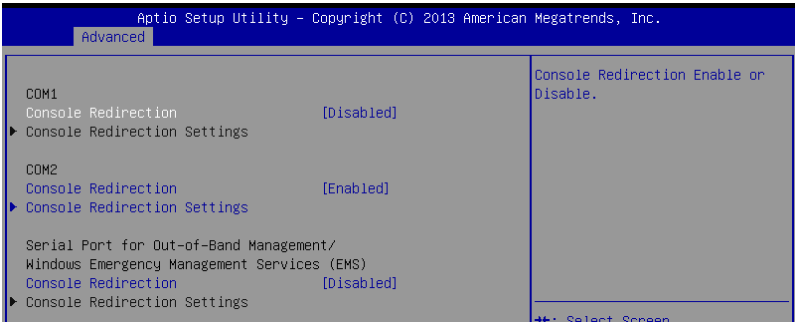 Aptio Setup Utility – Copyright (C) 2013 American Megatrends, Inc.
Advanced
COM1
Console Redirection [Disabled]
Console Redirection Settings
COM2
Console Redirection [Enabled]
Console Redirection Settings
Serial Port for Out-of-Band Management/
Windows Emergency Management Services (EMS)
Console Redirection [Disabled]
Console Redirection Settings
Console Redirection Enable or
Disable.
: Select Screen